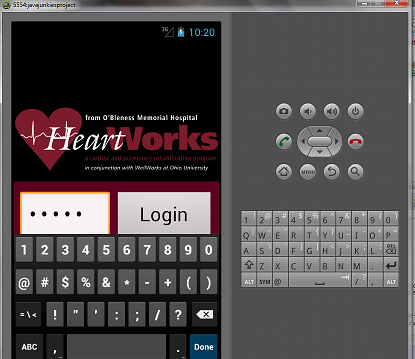 5554:javajunkiesproject
3G 10:20
from O'Bleness Memorial Hospital
HeartWorks
a cardiac and pulmonary rehabilitation program
in conjunction with WellWorks at Ohio University
••••• Login
1 2 3 4 5 6 7 8 9 0
@ # $ % & * - + ( )
= \ < ! " ' : ; / ?
ABC , _ . Done
MENU
1 2 3 4 5 6 7 8 9 0
Q W E R T Y U I O P
A S D F G H J K L DEL
Z X C V B N M .
ALT SYM @ / , ALT